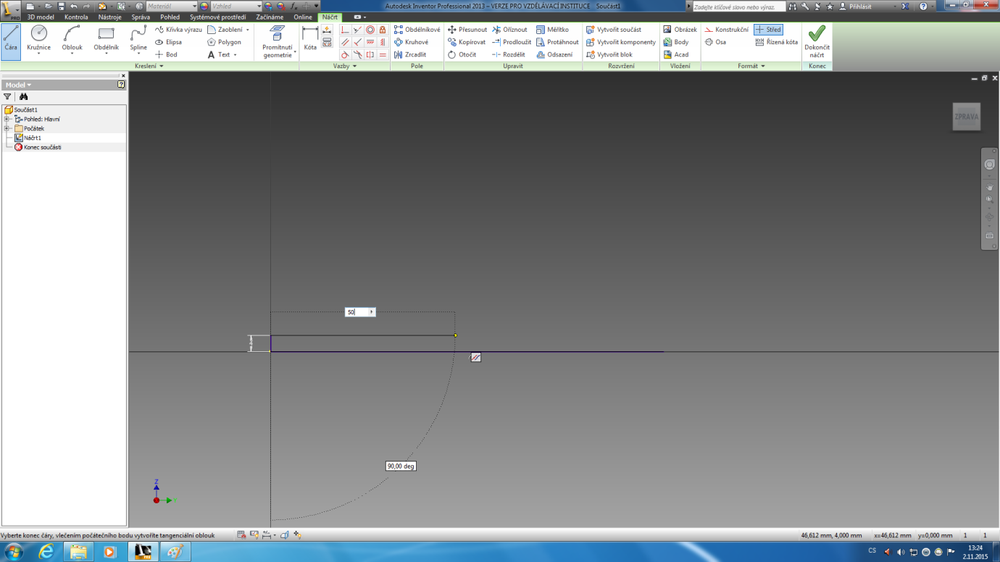 Materiál Vzhled Autodesk Inventor Professional 2013 – VERZE PRO VZDĚLÁVACÍ INSTITUCE Součást1 Zadejte klíčové slovo nebo výraz. Přihlásit
PRO 3D model Kontrola Nástroje Správa Pohled Systémové prostředí Začínáme Online Náčrt
Čára Kružnice Oblouk Obdélník Spline
Křivka výrazu Zaoblení
Elipsa Polygon
Bod Text
Promítnutí geometrie
Kóta
Obdélníkové
Kruhové
Zrcadlit
Přesunout Oříznout Měřítko
Kopírovat Prodloužit Protáhnout
Otočit Rozdělit Odsazení
Vytvořit součást
Vytvořit komponenty
Vytvořit blok
Obrázek
Body
Acad
Konstrukční Střed
Osa Řízená kóta
Dokončit náčrt
Kreslení Vazby Pole Upravit Rozvržení Vložení Formát Konec
Model
Součást1
Pohled: Hlavní
Počátek
Náčrt1
Konec součásti
ZPRAVA
50
90,00 deg
Z
Y
Vyberte konec čáry, vlečením počátečního bodu vytvoříte tangenciální oblouk 46,612 mm, 4,000 mm x=46,612 mm y=0,000 mm 1 1
PRO CS 13:24
2.11.2015